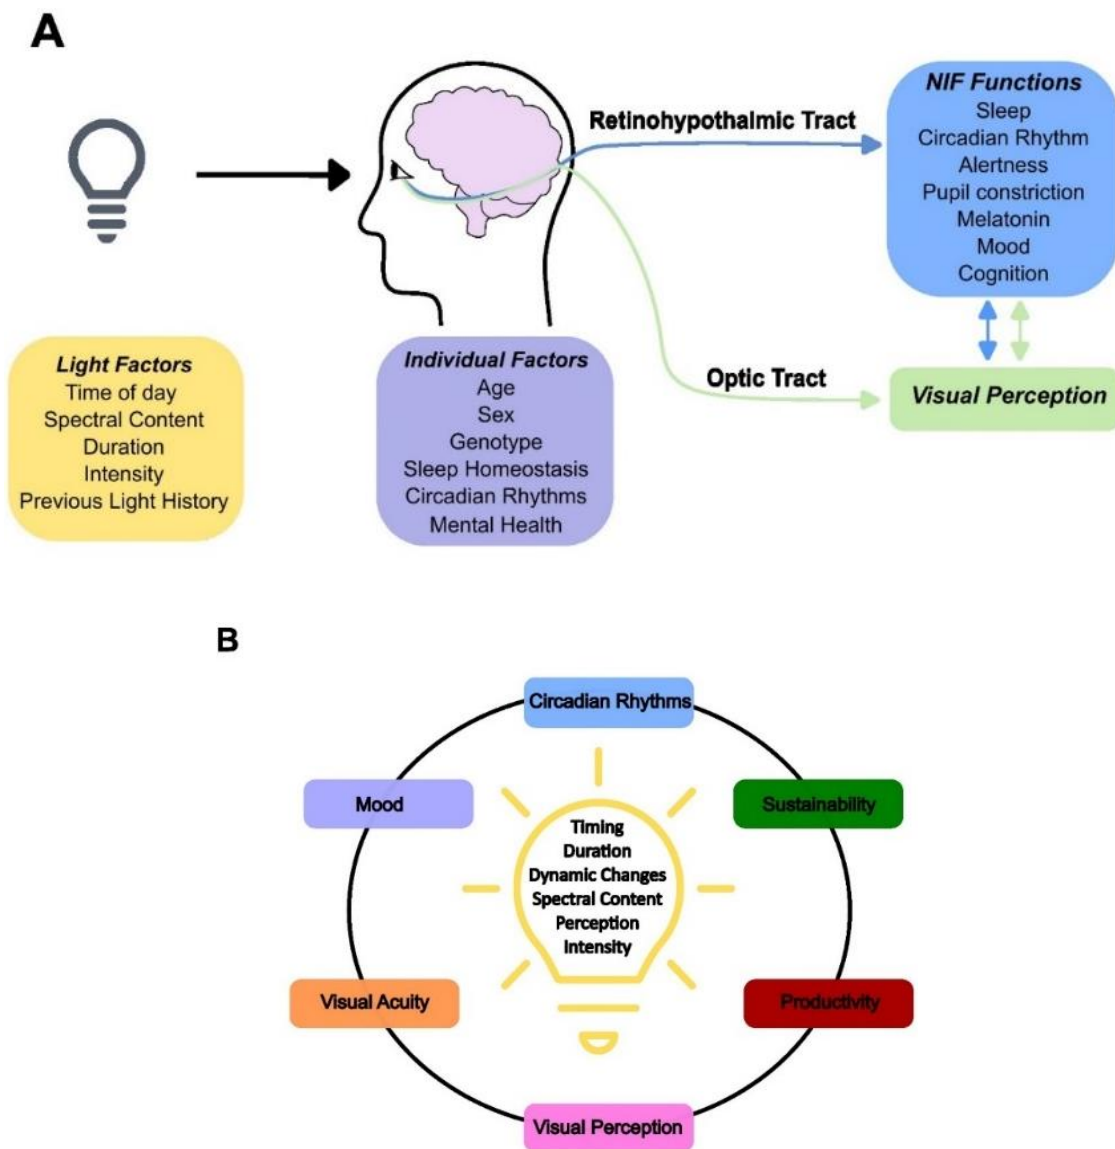 A
Retinohypothalmic Tract
NIF Functions
Sleep
Circadian Rhythm
Alertness
Pupil constriction
Melatonin
Mood
Cognition
Light Factors
Time of day
Spectral Content
Duration
Intensity
Previous Light History
Individual Factors
Age
Sex
Genotype
Sleep Homeostasis
Circadian Rhythms
Mental Health
Optic Tract
Visual Perception
B
Circadian Rhythms
Mood
Sustainability
Timing
Duration
Dynamic Changes
Spectral Content
Perception
Intensity
Visual Acuity
Productivity
Visual Perception